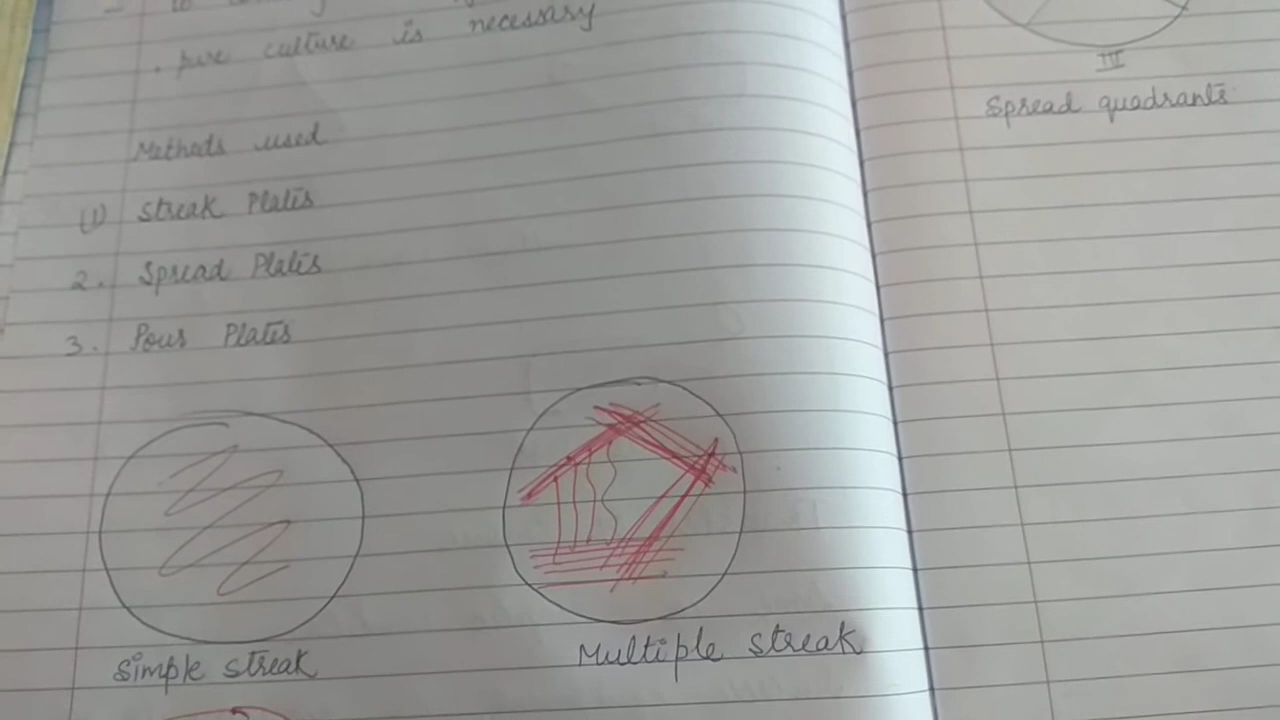 - to
. pure culture is necessary
Methods used
(1) Streak Plates
2. Spread Plates
3. Pour Plates
Simple streak
Multiple streak
III
Spread quadrants